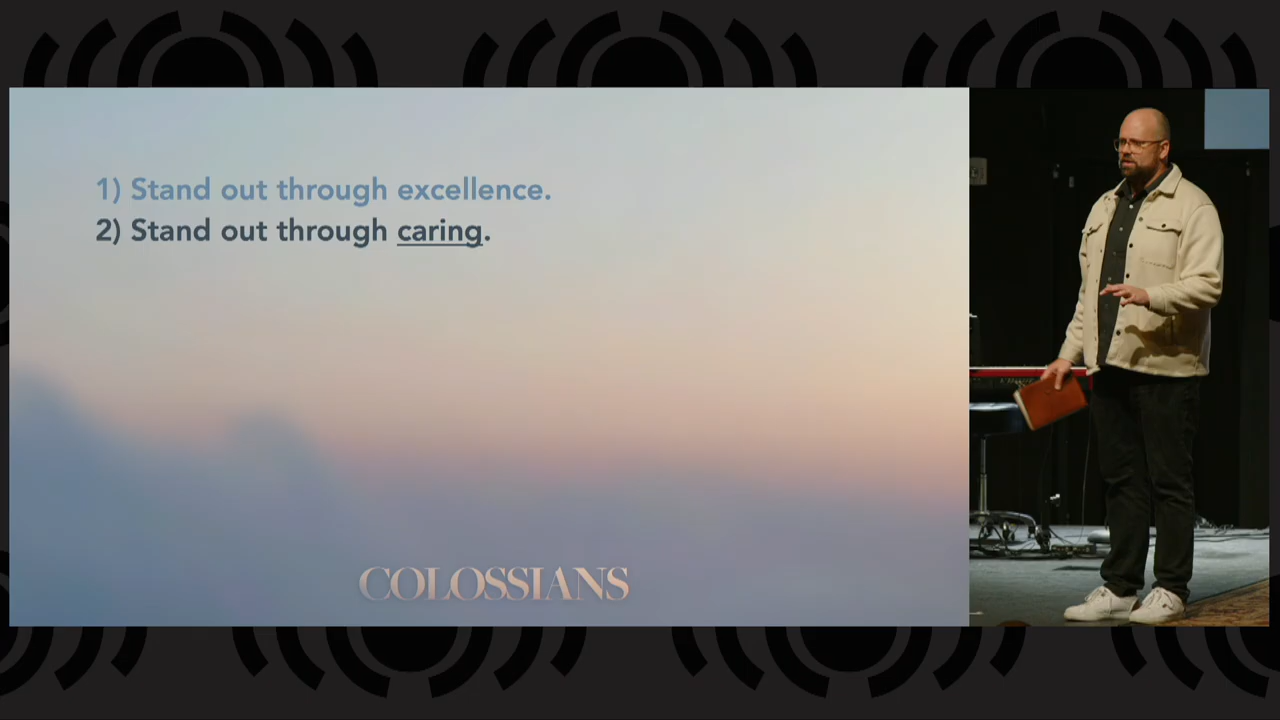 1) Stand out through excellence.
2) Stand out through caring.
COLOSSIANS